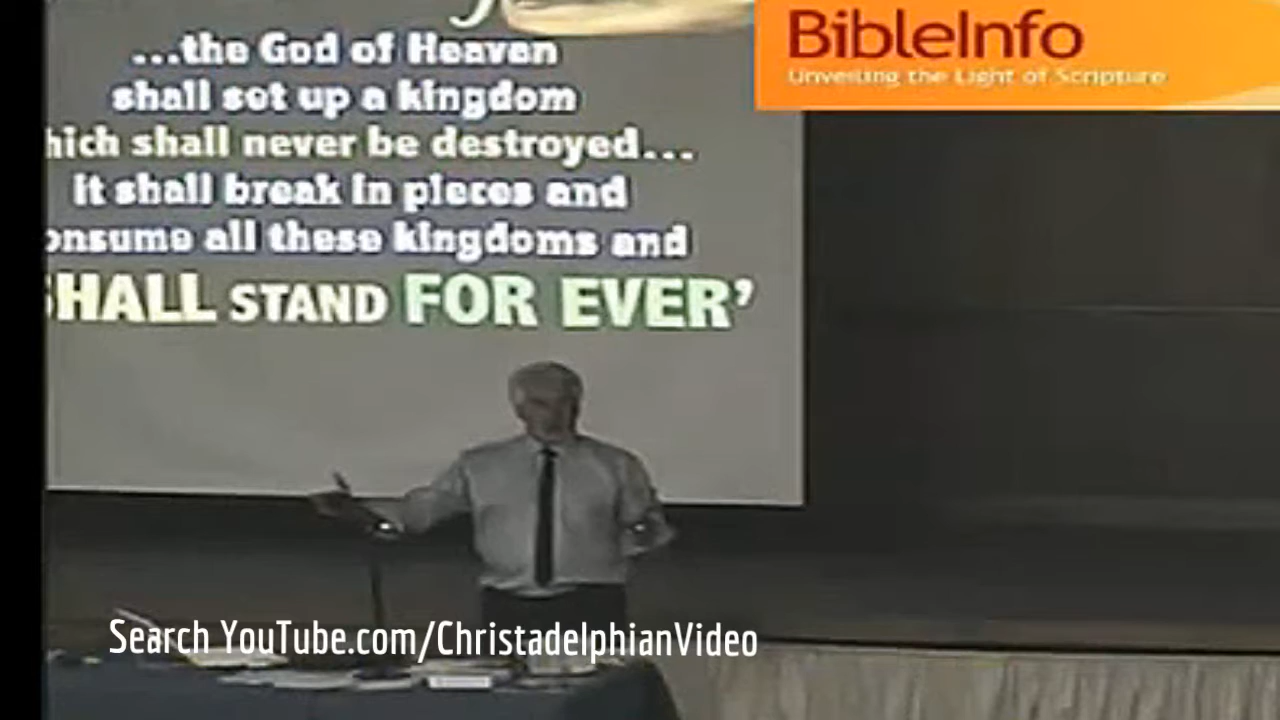 ...the God of Heaven
shall set up a kingdom
hich shall never be destroyed...
it shall break in pieces and
onsume all these kingdoms and
SHALL STAND FOR EVER'
BibleInfo
Unveiling the Light of Scripture
Search YouTube.com/ChristadelphianVideo